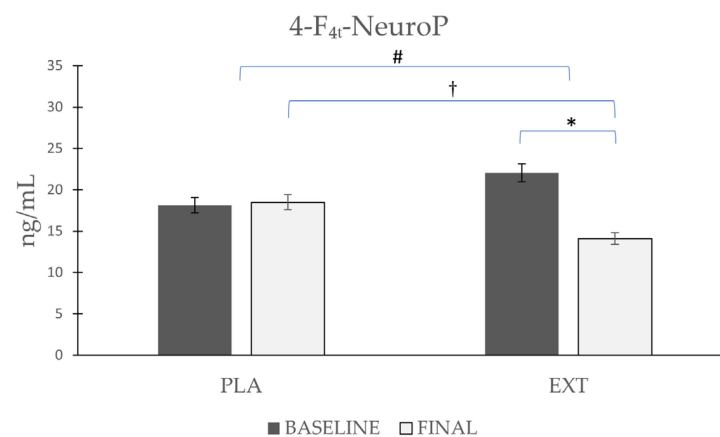 4-F4t-NeuroP
#
†
*
35
30
25
20
15
10
5
0
ng/mL
PLA EXT
BASELINE FINAL